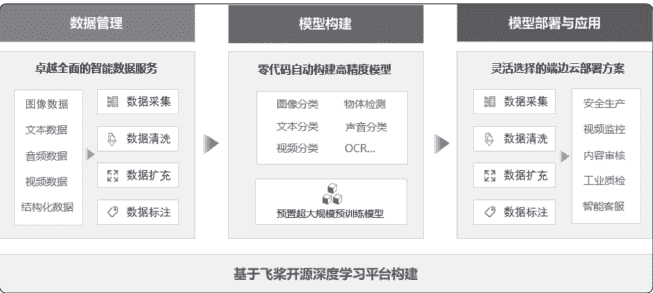 数据管理
卓越全面的智能数据服务
图像数据
文本数据
音频数据
视频数据
结构化数据
数据采集
数据清洗
数据扩充
数据标注
模型构建
零代码自动构建高精度模型
图像分类 物体检测
文本分类 声音分类
视频分类 OCR...
预置超大规模预训练模型
模型部署与应用
灵活选择的端边云部署方案
数据采集
数据清洗
数据扩充
数据标注
安全生产
视频监控
内容审核
工业质检
智能客服
基于飞桨开源深度学习平台构建